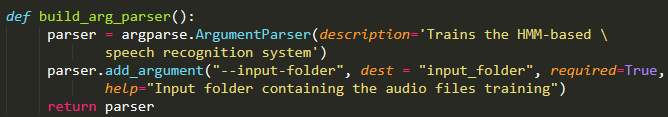 def build_arg_parser():
    parser = argparse.ArgumentParser(description='Trains the HMM-based \
            speech recognition system')
    parser.add_argument("--input-folder", dest = "input_folder", required=True,
            help="Input folder containing the audio files training")
    return parser